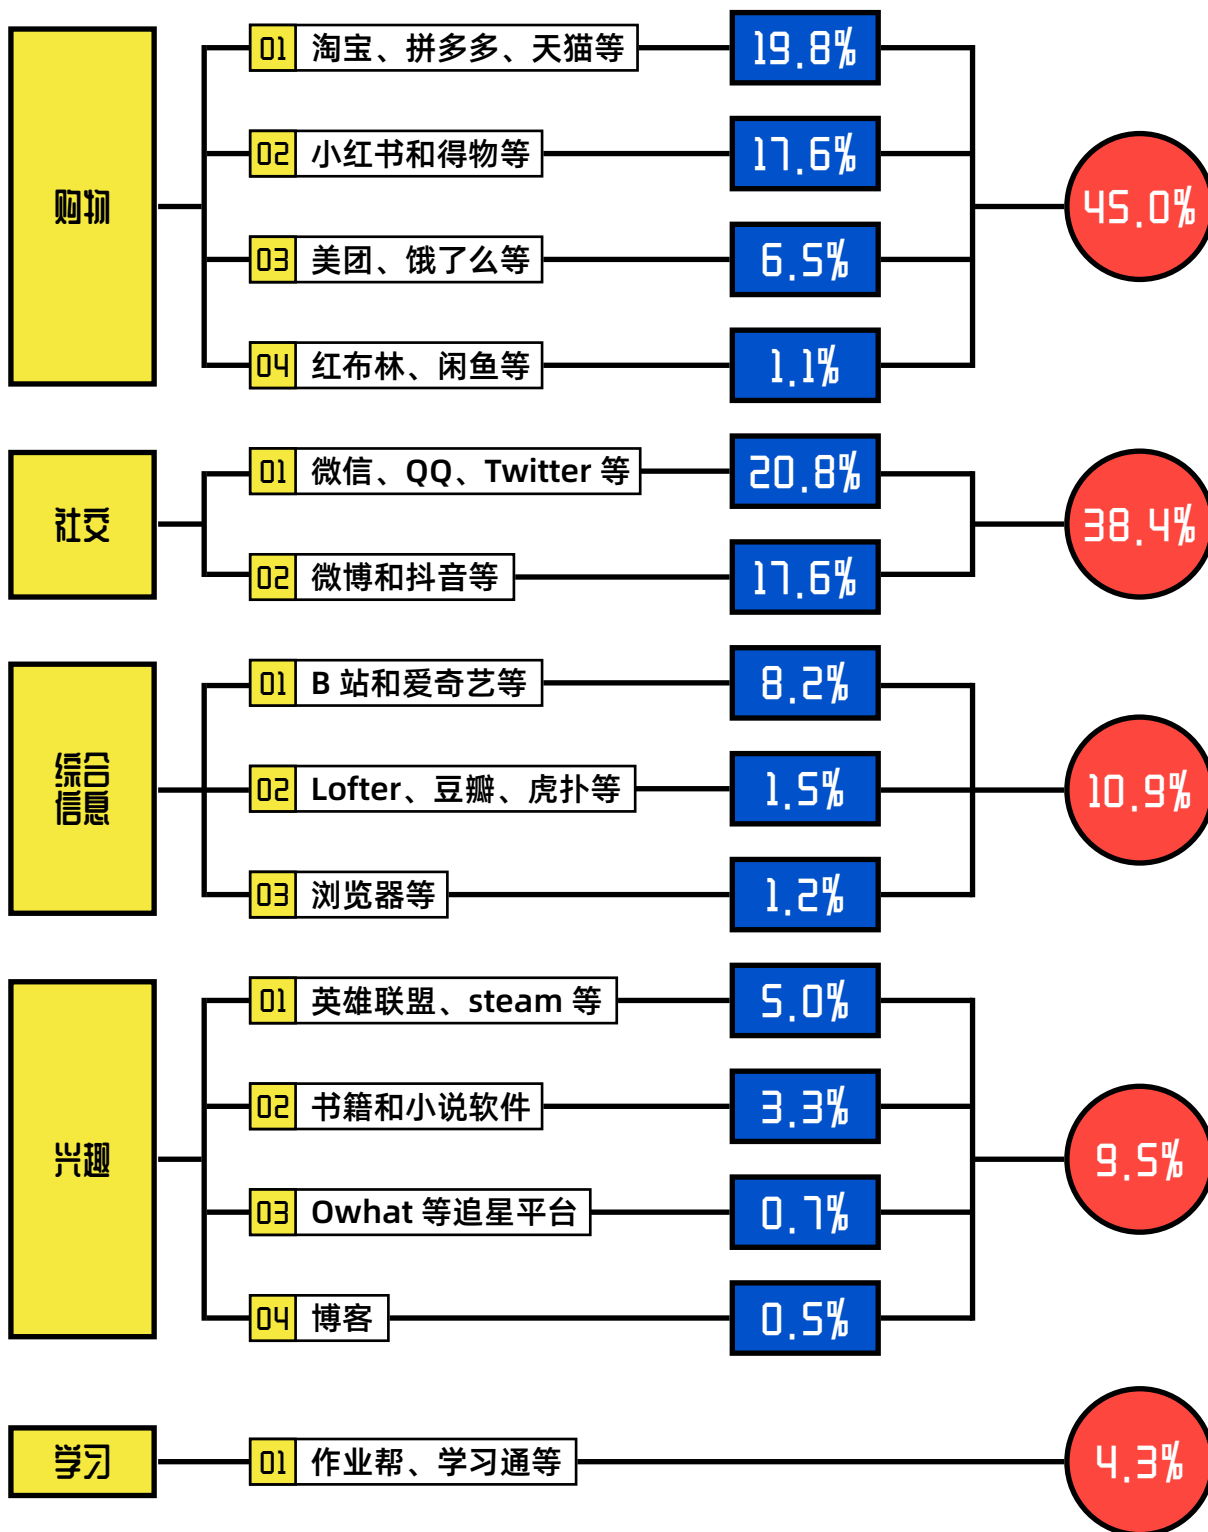 购物
01 淘宝、拼多多、天猫等 19.8%
02 小红书和得物等 17.6%
03 美团、饿了么等 6.5%
04 红布林、闲鱼等 1.1%
45.0%
社交
01 微信、QQ、Twitter 等 20.8%
02 微博和抖音等 17.6%
38.4%
综合
信息
01 B 站和爱奇艺等 8.2%
02 Lofter、豆瓣、虎扑等 1.5%
03 浏览器等 1.2%
10.9%
兴趣
01 英雄联盟、steam 等 5.0%
02 书籍和小说软件 3.3%
03 Owhat 等追星平台 0.7%
04 博客 0.5%
9.5%
学习
01 作业帮、学习通等
4.3%